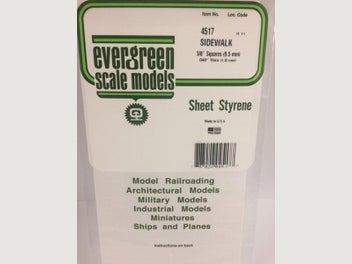 Item No. Loc. Code
4517
SIDEWALK
3/8" Squares (9.5 mm)
.040" Thick (1.0 mm)
evergreen
scale models
Sheet Styrene
Made in U.S.A.
Model Railroading
Architectural Models
Military Models
Industrial Models
Miniatures
Ships and Planes
Instructions on back